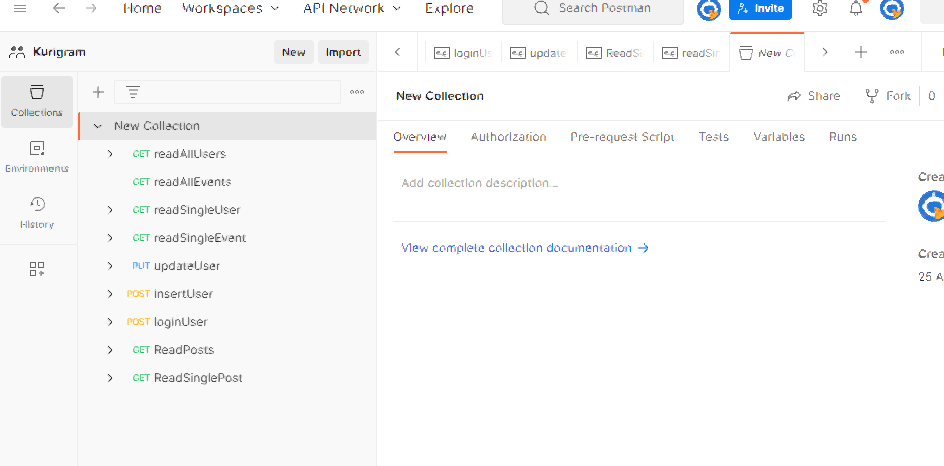 Home Workspaces API Network Explore Search Postman Invite
Kurigram New Import
loginUs update ReadSi readSin New C
New Collection Share Fork 0
Collections
Environments
History
New Collection
GET readAllUsers
GET readAllEvents
GET readSingleUser
GET readSingleEvent
PUT updateUser
POST insertUser
POST loginUser
GET ReadPosts
GET ReadSinglePost
Overview Authorization Pre-request Script Tests Variables Runs
Add collection description...
View complete collection documentation →
Crea
Crea
25 A